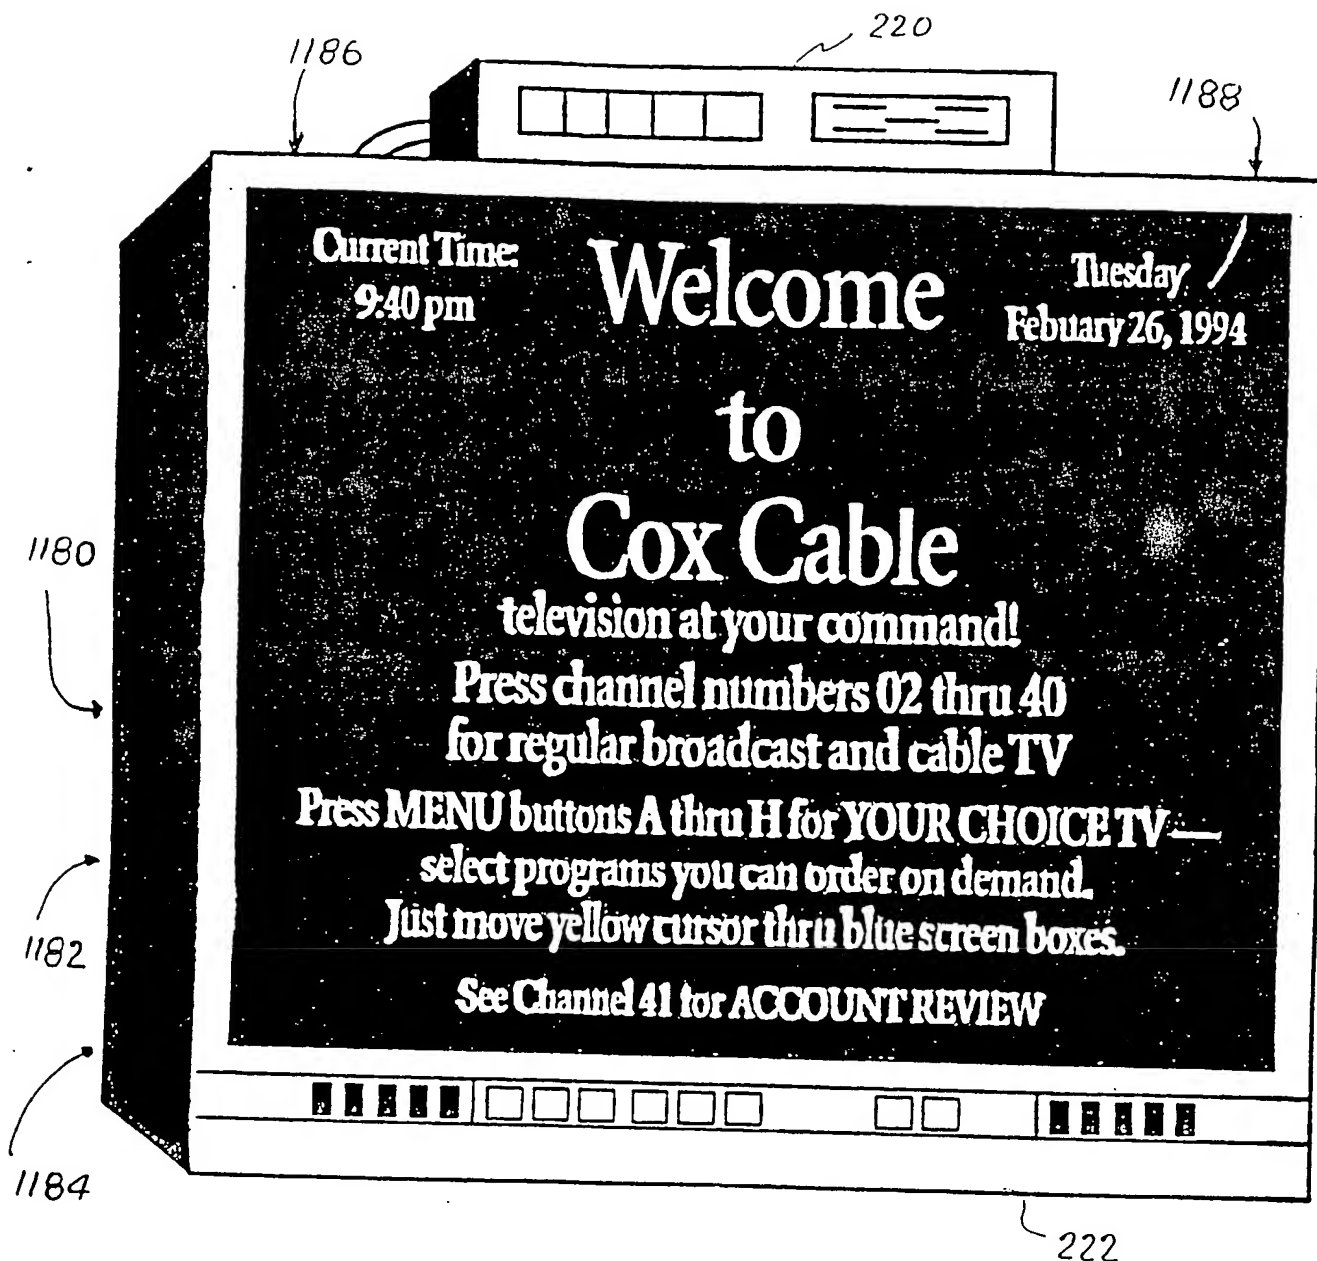 220
1186
1188
Current Time:
9:40 pm
Welcome
Tuesday
Febuary 26, 1994
to
Cox Cable
television at your command!
Press channel numbers 02 thru 40
for regular broadcast and cable TV
Press MENU buttons A thru H for YOUR CHOICE TV—
select programs you can order on demand.
Just move yellow cursor thru blue screen boxes.
See Channel 41 for ACCOUNT REVIEW
1180
1182
1184
222